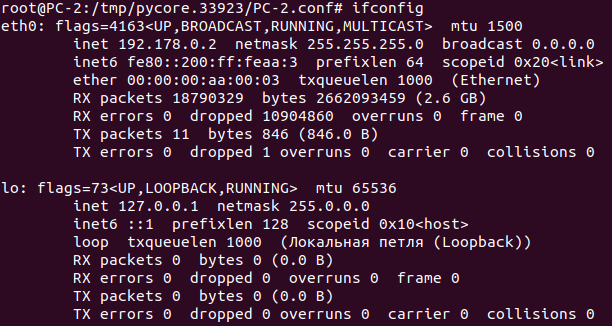 root@PC-2:/tmp/pycore.33923/PC-2.conf# ifconfig
eth0: flags=4163<UP,BROADCAST,RUNNING,MULTICAST>  mtu 1500
        inet 192.178.0.2  netmask 255.255.255.0  broadcast 0.0.0.0
        inet6 fe80::200:ff:feaa:3  prefixlen 64  scopeid 0x20<link>
        ether 00:00:00:aa:00:03  txqueuelen 1000  (Ethernet)
        RX packets 18790329  bytes 2662093459 (2.6 GB)
        RX errors 0  dropped 10904860  overruns 0  frame 0
        TX packets 11  bytes 846 (846.0 B)
        TX errors 0  dropped 1 overruns 0  carrier 0  collisions 0

lo: flags=73<UP,LOOPBACK,RUNNING>  mtu 65536
        inet 127.0.0.1  netmask 255.0.0.0
        inet6 ::1  prefixlen 128  scopeid 0x10<host>
        loop  txqueuelen 1000  (Локальная петля (Loopback))
        RX packets 0  bytes 0 (0.0 B)
        RX errors 0  dropped 0  overruns 0  frame 0
        TX packets 0  bytes 0 (0.0 B)
        TX errors 0  dropped 0 overruns 0  carrier 0  collisions 0